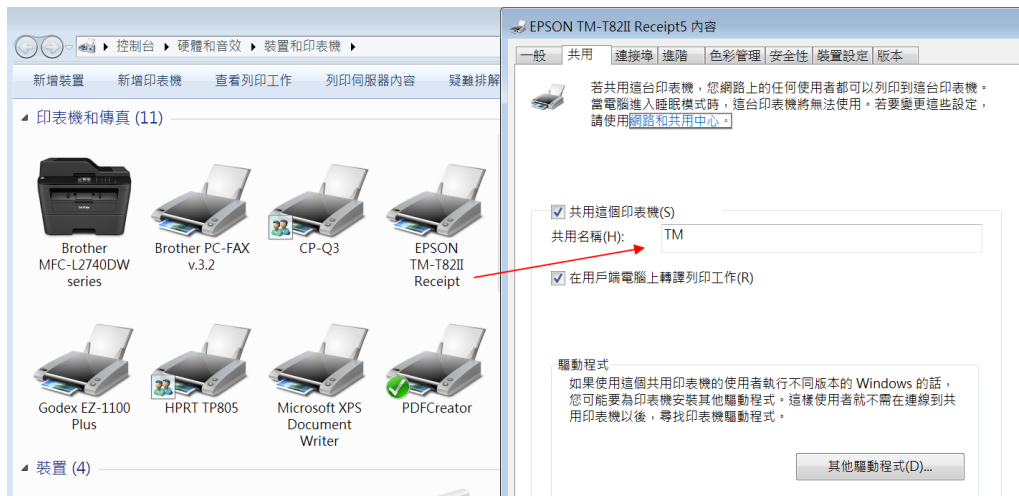 控制台 ▸ 硬體和音效 ▸ 裝置和印表機 ▸
新增裝置 新增印表機 查看列印工作 列印伺服器內容 疑難排解
印表機和傳真 (11)
Brother
MFC-L2740DW
series
Brother PC-FAX
v.3.2
CP-Q3
EPSON
TM-T82II
Receipt
Godex EZ-1100
Plus
HPRT TP805
Microsoft XPS
Document
Writer
PDFCreator
裝置 (4)
EPSON TM-T82II Receipt5 內容
一般 共用 連接埠 進階 色彩管理 安全性 裝置設定 版本
若共用這台印表機，您網路上的任何使用者都可以列印到這台印表機。
當電腦進入睡眠模式時，這台印表機將無法使用。若要變更這些設定，
請使用網路和共用中心。
共用這個印表機(S)
共用名稱(H): TM
在用戶端電腦上轉譯列印工作(R)
驅動程式
如果使用這個共用印表機的使用者執行不同版本的 Windows 的話，
您可能要為印表機安裝其他驅動程式。這樣使用者就不需在連線到共
用印表機以後，尋找印表機驅動程式。
其他驅動程式(D)...